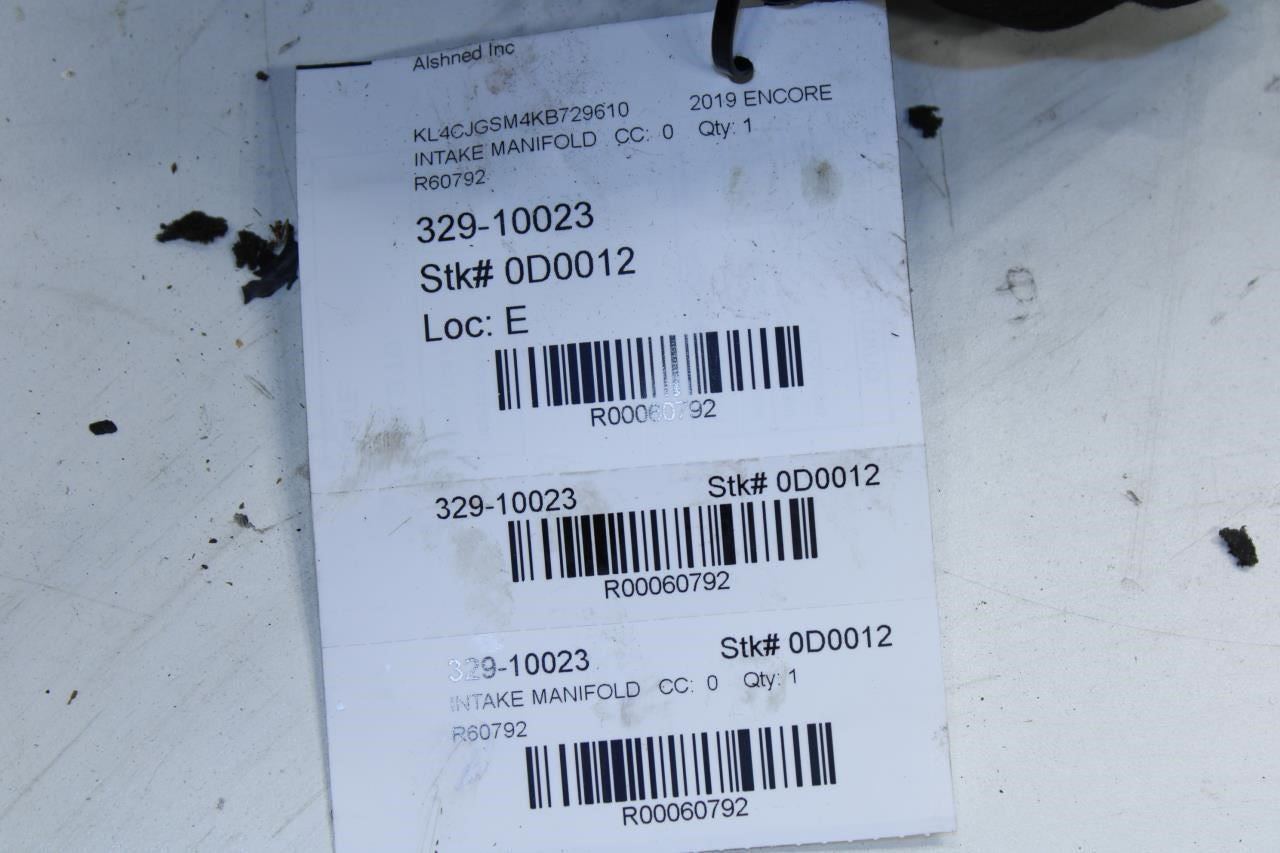 Alshned Inc
KL4CJGSM4KB729610 2019 ENCORE
INTAKE MANIFOLD CC: 0 Qty: 1
R60792
329-10023
Stk# 0D0012
Loc: E
R00060792
329-10023 Stk# 0D0012
R00060792
329-10023 Stk# 0D0012
INTAKE MANIFOLD CC: 0 Qty: 1
R60792
R00060792